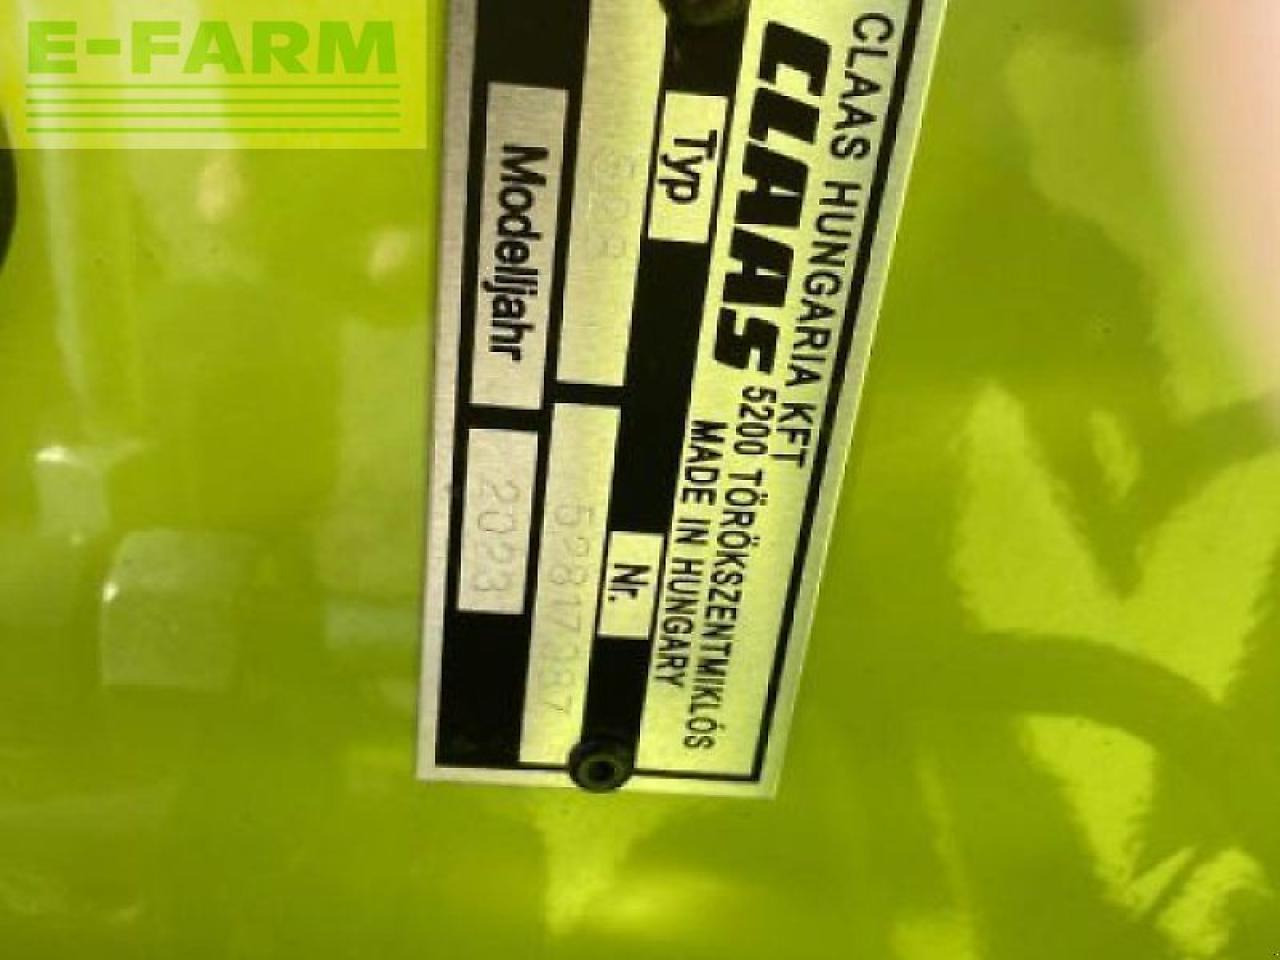 E-FARM
CLAAS HUNGARIA KFT
CLAAS
5200 TÖRÖKSZENTMIKLÓS
MADE IN HUNGARY
Typ
Nr.
Modelljahr
2023